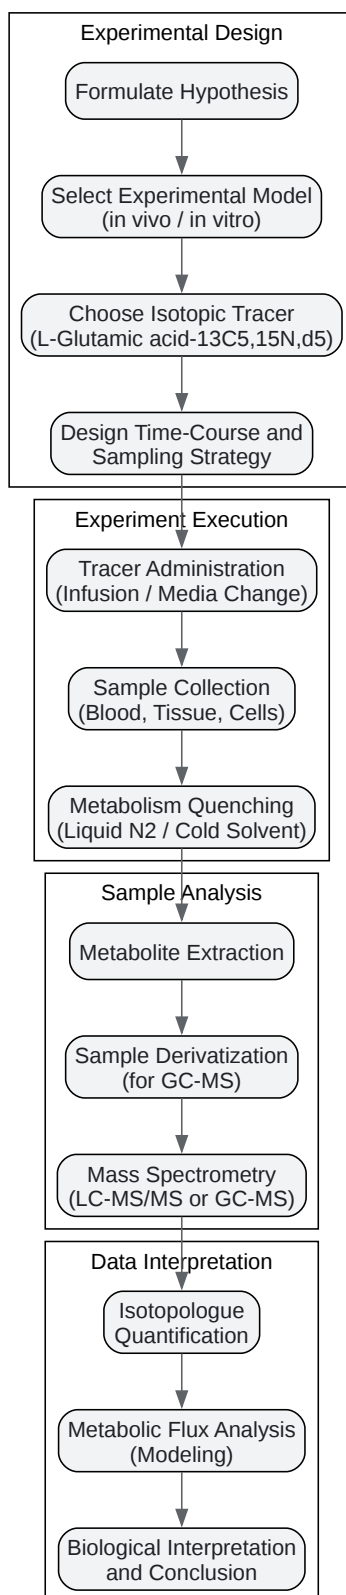 Experimental Design
Formulate Hypothesis
Select Experimental Model
(in vivo / in vitro)
Choose Isotopic Tracer
(L-Glutamic acid-13C5,15N,d5)
Design Time-Course and
Sampling Strategy
Experiment Execution
Tracer Administration
(Infusion / Media Change)
Sample Collection
(Blood, Tissue, Cells)
Metabolism Quenching
(Liquid N2 / Cold Solvent)
Sample Analysis
Metabolite Extraction
Sample Derivatization
(for GC-MS)
Mass Spectrometry
(LC-MS/MS or GC-MS)
Data Interpretation
Isotopologue
Quantification
Metabolic Flux Analysis
(Modeling)
Biological Interpretation
and Conclusion